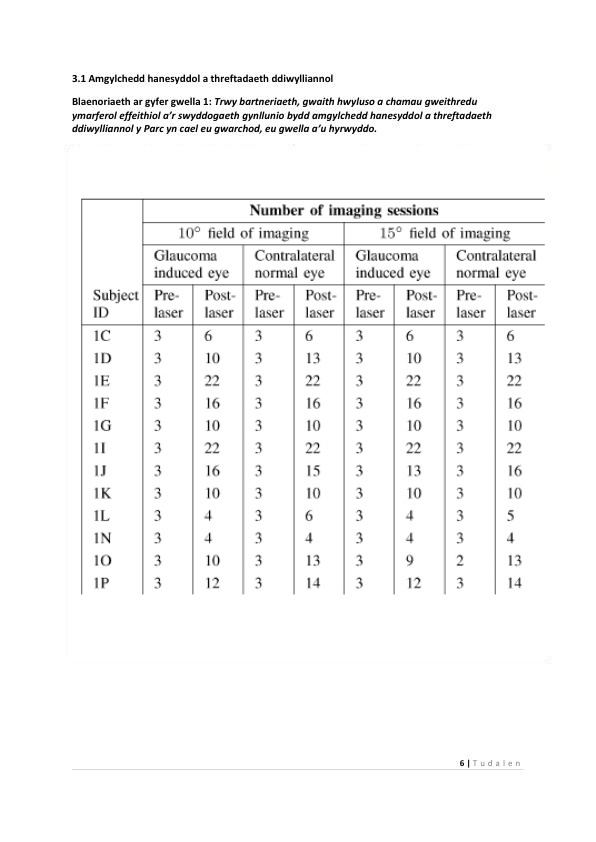 3.1 Amgylchedd hanesyddol a threftadaeth ddiwylliannol
Blaenoriaeth ar gyfer gwella 1: Trwy bartneriaeth, gwaith hwyluso a chamau gweithredu
ymarferol effeithiol a’r swyddogaeth gynllunio bydd amgylchedd hanesyddol a threftadaeth
ddiwylliannol y Parc yn cael eu gwarchod, eu gwella a’u hyrwyddo.
Number of imaging sessions
10° field of imaging 15° field of imaging
Glaucoma Contralateral Glaucoma Contralateral
induced eye normal eye induced eye normal eye
Subject Pre- Post- Pre- Post- Pre- Post- Pre- Post-
ID laser laser laser laser laser laser laser laser
1C 3 6 3 6 3 6 3 6
1D 3 10 3 13 3 10 3 13
1E 3 22 3 22 3 22 3 22
1F 3 16 3 16 3 16 3 16
1G 3 10 3 10 3 10 3 10
1I 3 22 3 22 3 22 3 22
1J 3 16 3 15 3 13 3 16
1K 3 10 3 10 3 10 3 10
1L 3 4 3 6 3 4 3 5
1N 3 4 3 4 3 4 3 4
1O 3 10 3 13 3 9 2 13
1P 3 12 3 14 3 12 3 14
6 | Tudalen